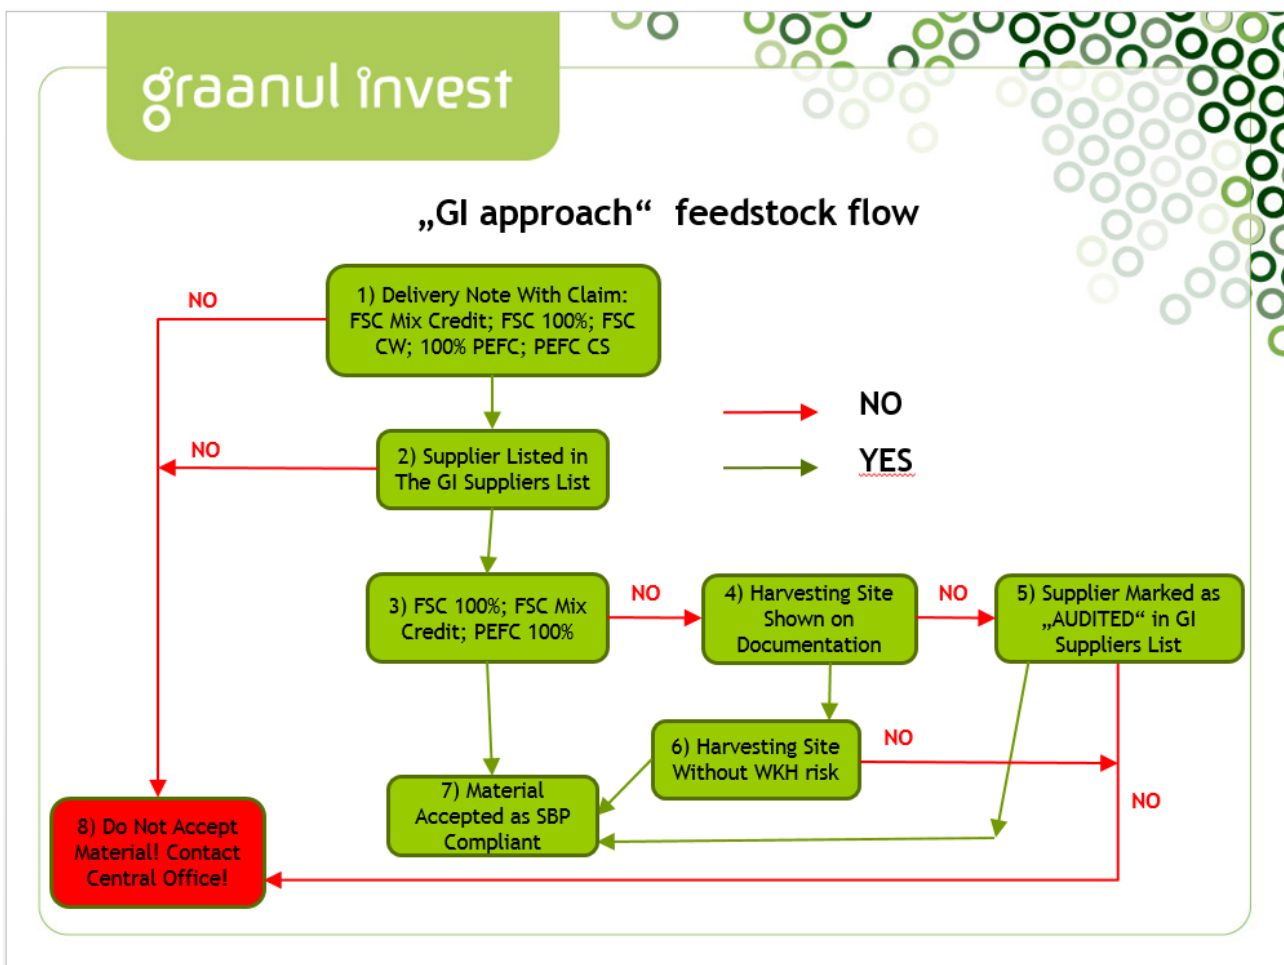 graanul invest
„GI approach“ feedstock flow
NO
1) Delivery Note With Claim:
FSC Mix Credit; FSC 100%; FSC
CW; 100% PEFC; PEFC CS
NO
YES
NO
2) Supplier Listed in
The GI Suppliers List
3) FSC 100%; FSC Mix
Credit; PEFC 100%
NO
4) Harvesting Site
Shown on
Documentation
NO
5) Supplier Marked as
„AUDITED“ in GI
Suppliers List
6) Harvesting Site
Without WKH risk
NO
NO
7) Material
Accepted as SBP
Compliant
8) Do Not Accept
Material! Contact
Central Office!